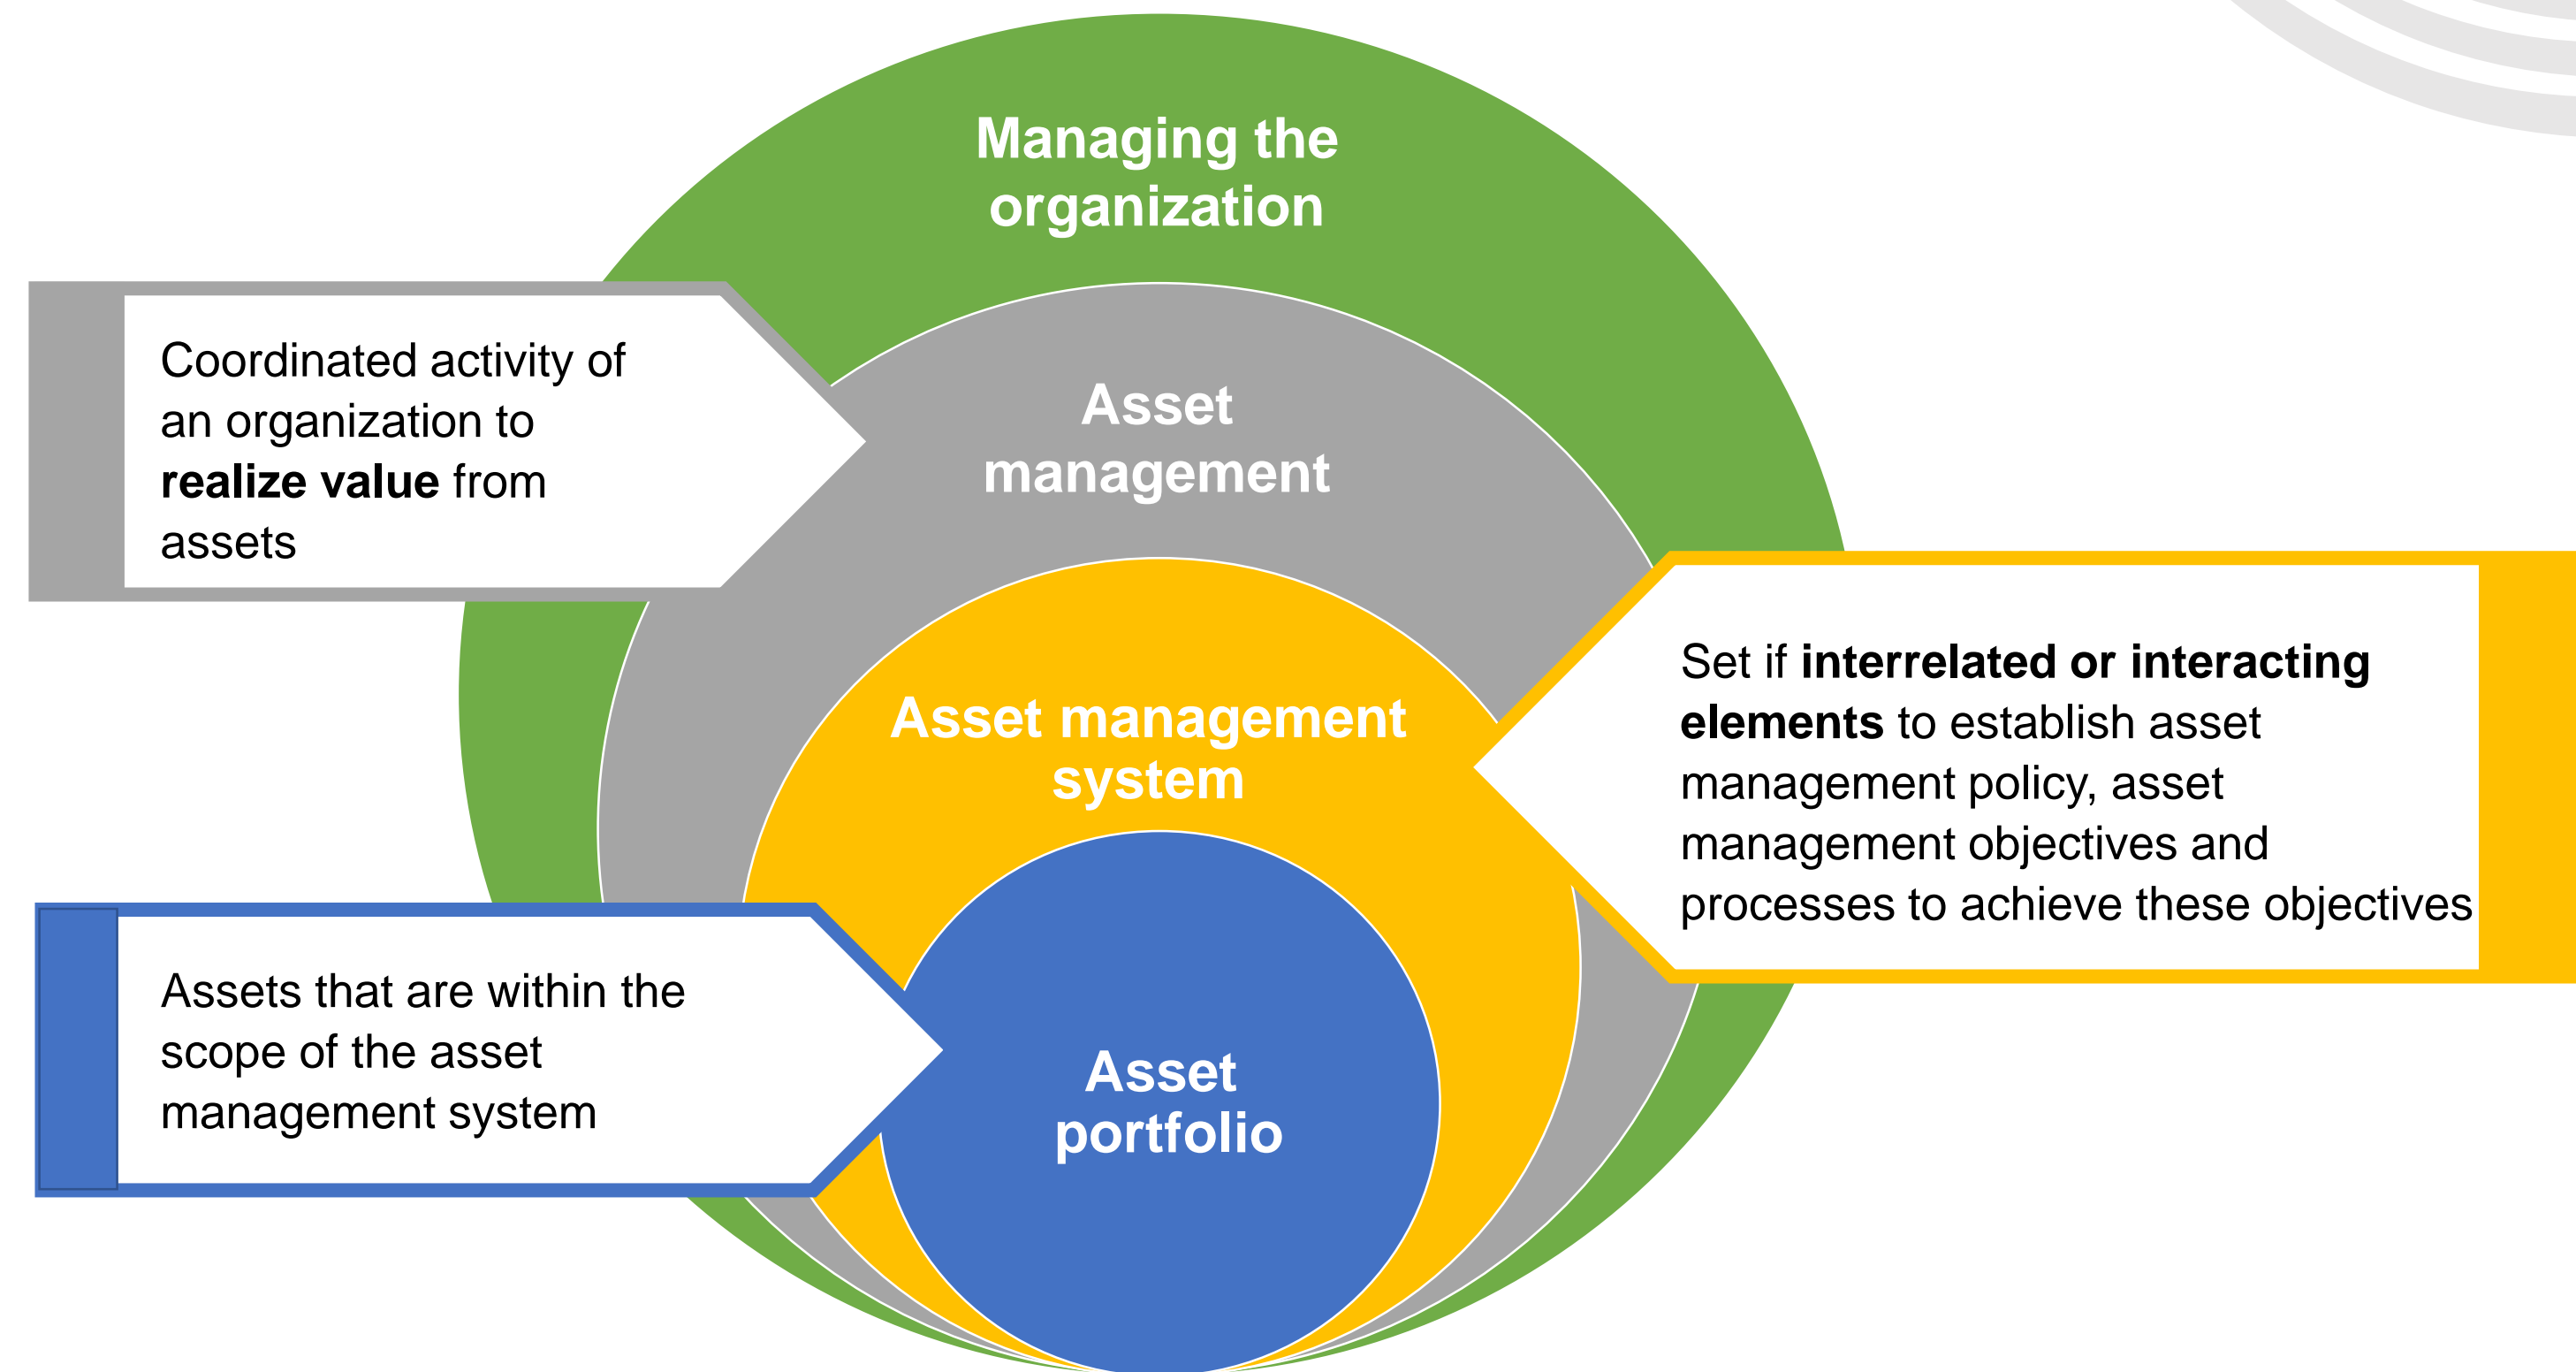 Managing the
organization
Coordinated activity of
an organization to
realize value from
assets
Asset
management
Asset management
system
Set if interrelated or interacting
elements to establish asset
management policy, asset
management objectives and
processes to achieve these objectives
Assets that are within the
scope of the asset
management system
Asset
portfolio